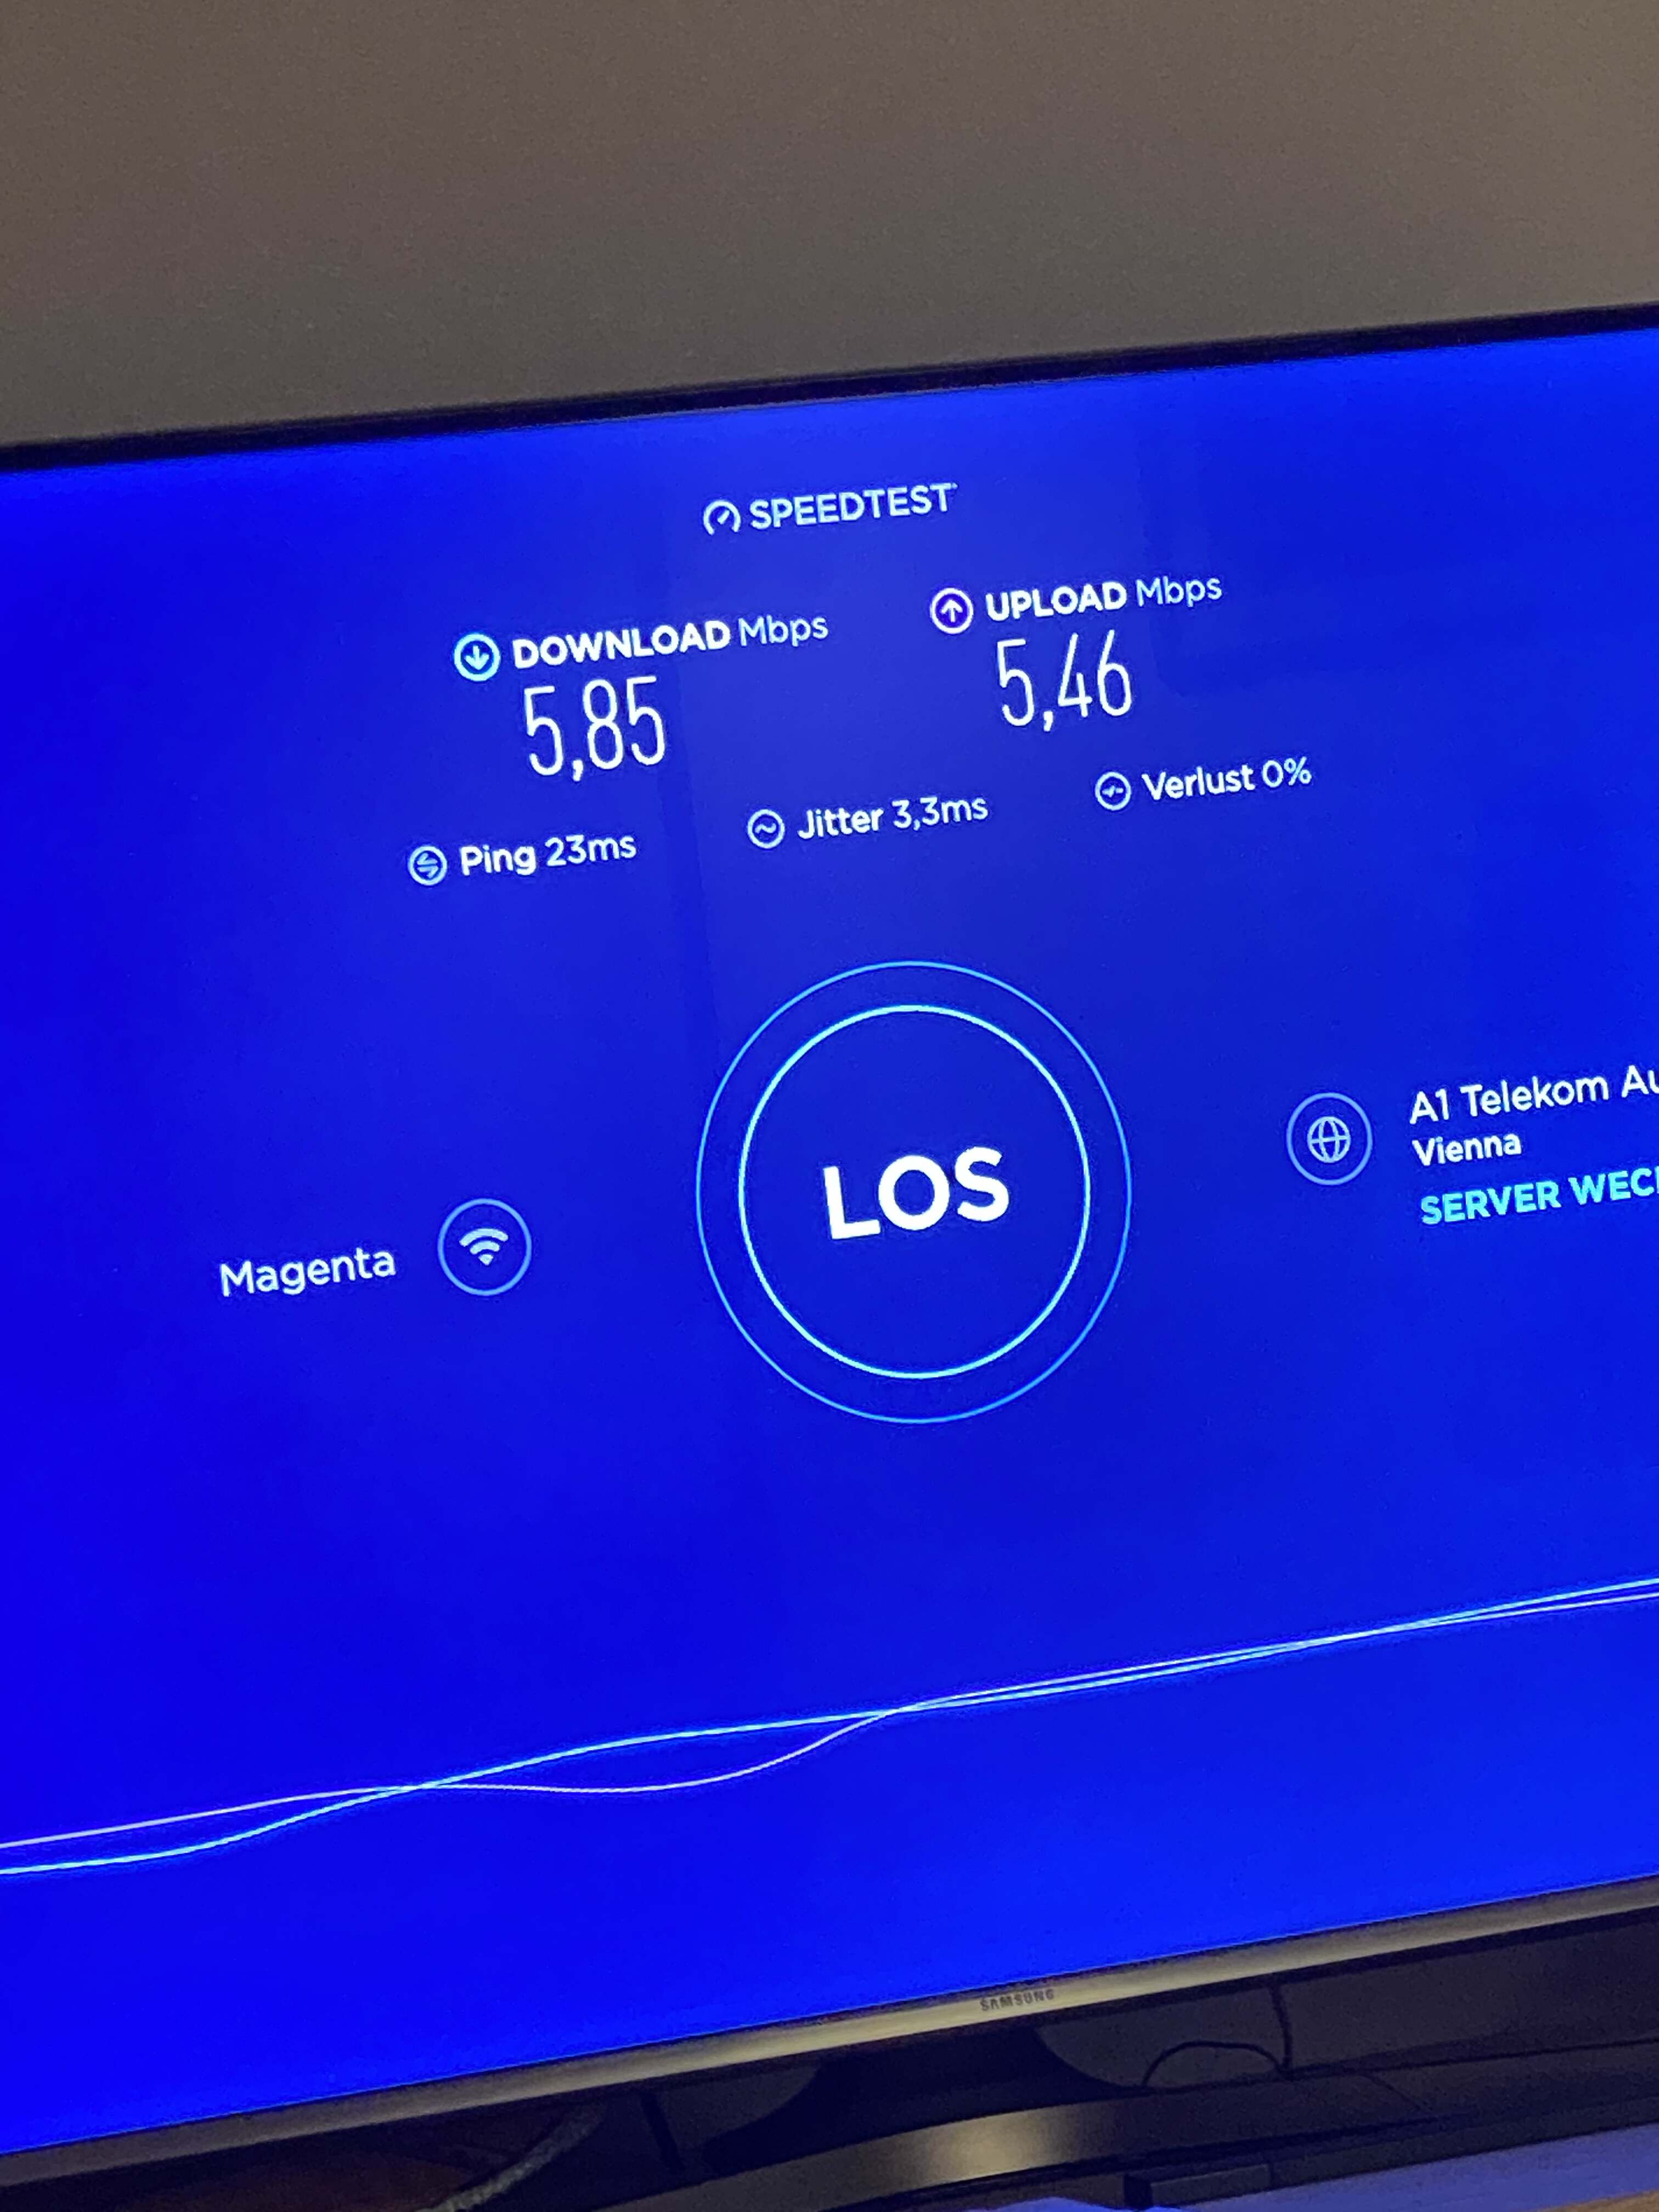 SPEEDTEST
DOWNLOAD Mbps
5,85
UPLOAD Mbps
5,46
Ping 23ms
Jitter 3,3ms
Verlust 0%
LOS
Magenta
A1 Telekom
Vienna
SERVER
SAMSUNG